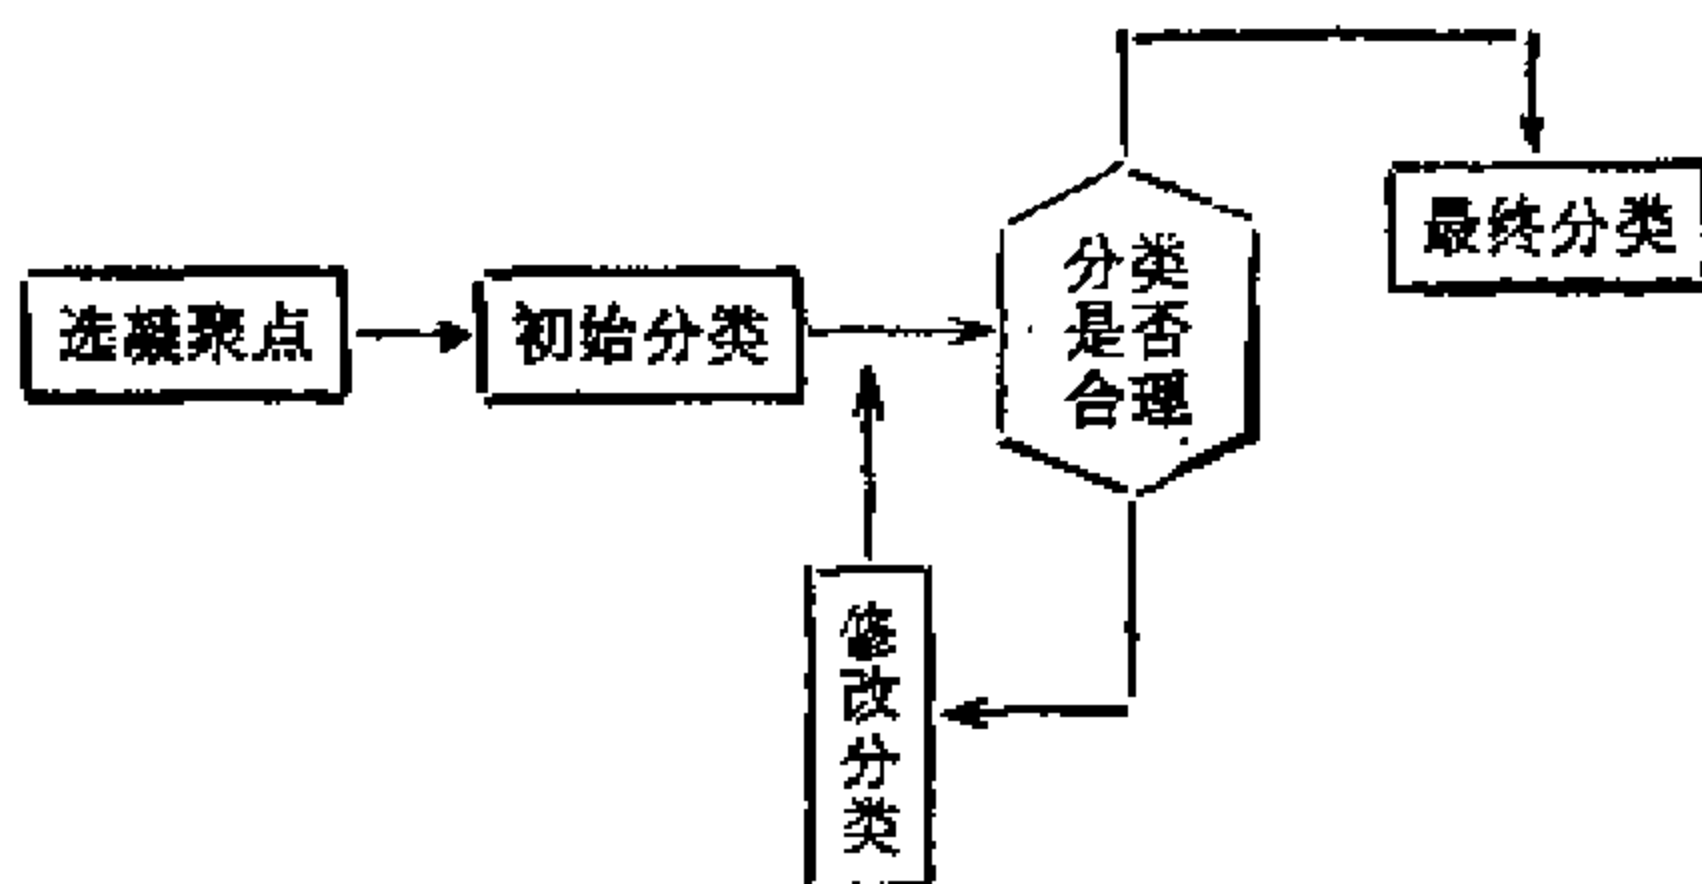 选凝聚点
初始分类
分类
是否
合理
最终分类
修改分类